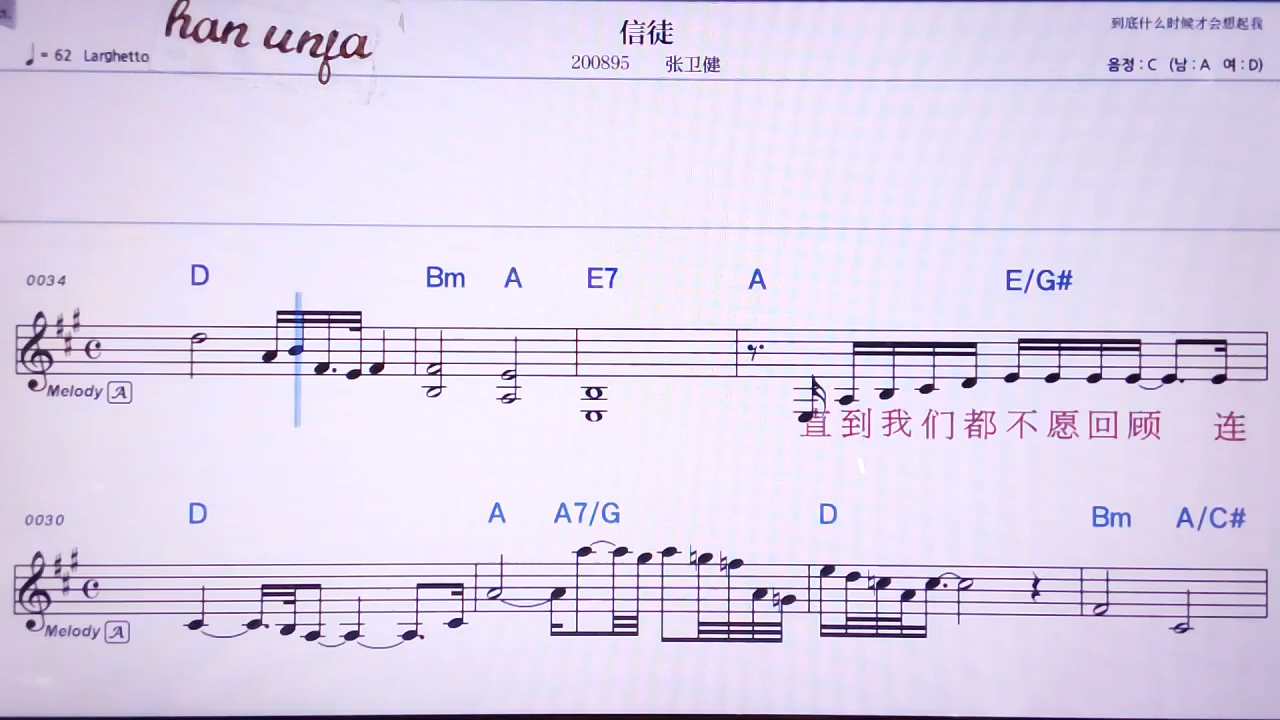 han unja
信徒
到底什么时候才会想起我
♩= 62 Larghetto
200895 张卫健
음정 : C (남 : A 여 : D)
0034 D Bm A E7 A E/G#
Melody A
直到我们都不愿回顾 连
0030 D A A7/G D Bm A/C#
Melody A